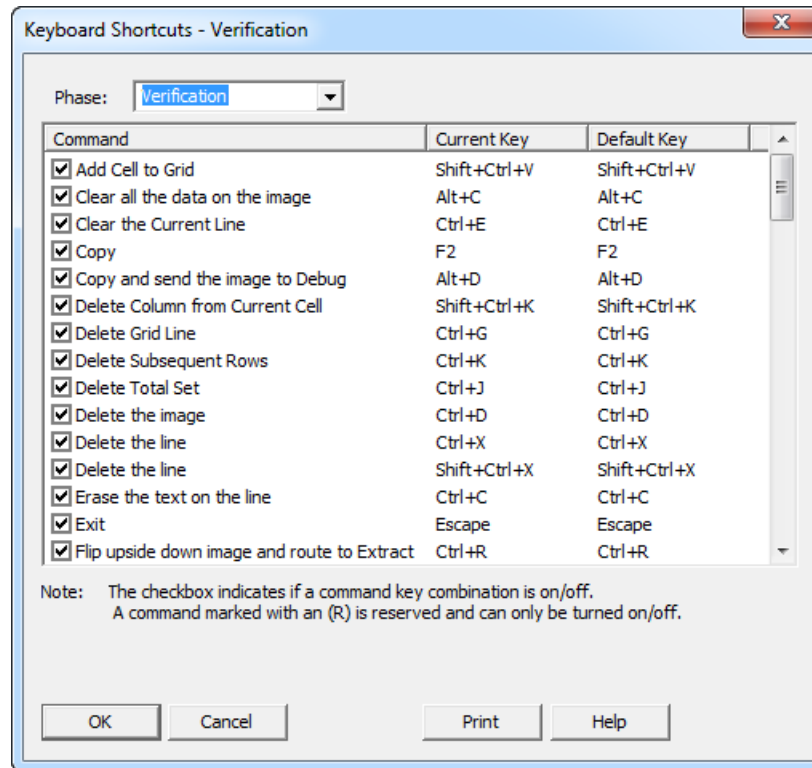 Keyboard Shortcuts - Verification
Phase: Verification
Command Current Key Default Key
Add Cell to Grid Shift+Ctrl+V Shift+Ctrl+V
Clear all the data on the image Alt+C Alt+C
Clear the Current Line Ctrl+E Ctrl+E
Copy F2 F2
Copy and send the image to Debug Alt+D Alt+D
Delete Column from Current Cell Shift+Ctrl+K Shift+Ctrl+K
Delete Grid Line Ctrl+G Ctrl+G
Delete Subsequent Rows Ctrl+K Ctrl+K
Delete Total Set Ctrl+J Ctrl+J
Delete the image Ctrl+D Ctrl+D
Delete the line Ctrl+X Ctrl+X
Delete the line Shift+Ctrl+X Shift+Ctrl+X
Erase the text on the line Ctrl+C Ctrl+C
Exit Escape Escape
Flip upside down image and route to Extract Ctrl+R Ctrl+R
Note: The checkbox indicates if a command key combination is on/off.
A command marked with an (R) is reserved and can only be turned on/off.
OK Cancel Print Help